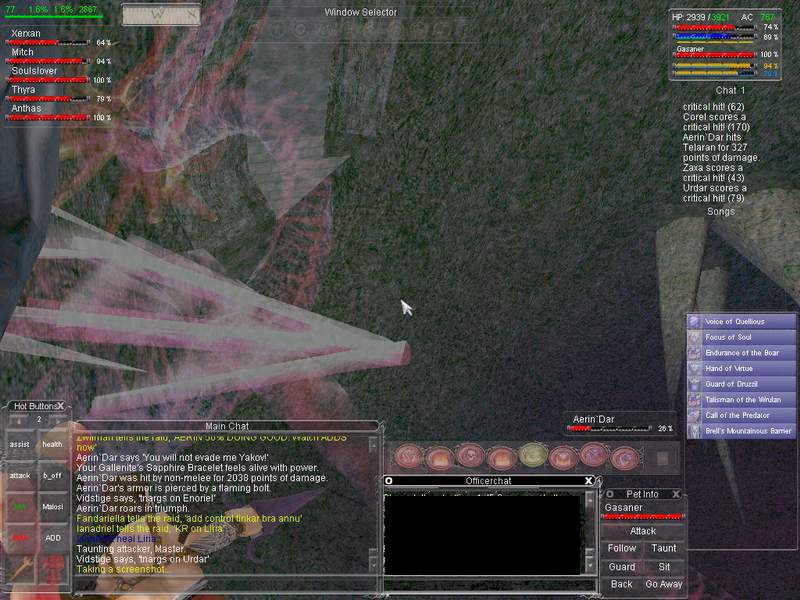 77 1.6% 1.6% 2867
W
Window Selector
Xerxan
64 %
Mitch
94 %
Soulslover
100 %
Thyra
79 %
Anthas
100 %
HP: 2939 / 3921 AC 767
74 %
89 %
Gasaner
100 %
94 %
Chat 1
critical hit! (62)
Corel scores a
critical hit! (170)
Aerin`Dar hits
Telaran for 327
points of damage.
Zaxa scores a
critical hit! (43)
Urdar scores a
critical hit! (79)
Songs
Voice of Quellious
Focus of Soul
Endurance of the Boar
Hand of Virtue
Guard of Druzzil
Talisman of the Wrulan
Call of the Predator
Brell's Mountainous Barrier
Hot Buttons X
2
assist health
attack b_off
Malosi
ADD
Main Chat
now'
Aerin`Dar says 'You will not evade me Yakov!'
Your Gallenite's Sapphire Bracelet feels alive with power.
Aerin`Dar was hit by non-melee for 2038 points of damage.
Aerin`Dar's armor is pierced by a flaming bolt.
Vidstige says, 'tnargs on Enoriel'
Aerin`Dar roars in triumph.
Fandariella tells the raid, 'add control tinkar bra annu'
Ianadriel tells the raid, 'KR on Liria'
Taunting attacker, Master.
Vidstige says, 'tnargs on Urdar'
Taking a screenshot...
Aerin`Dar
26 %
O Officerchat X
O Pet Info X
Gasaner
Attack
Follow Taunt
Guard Sit
Back Go Away